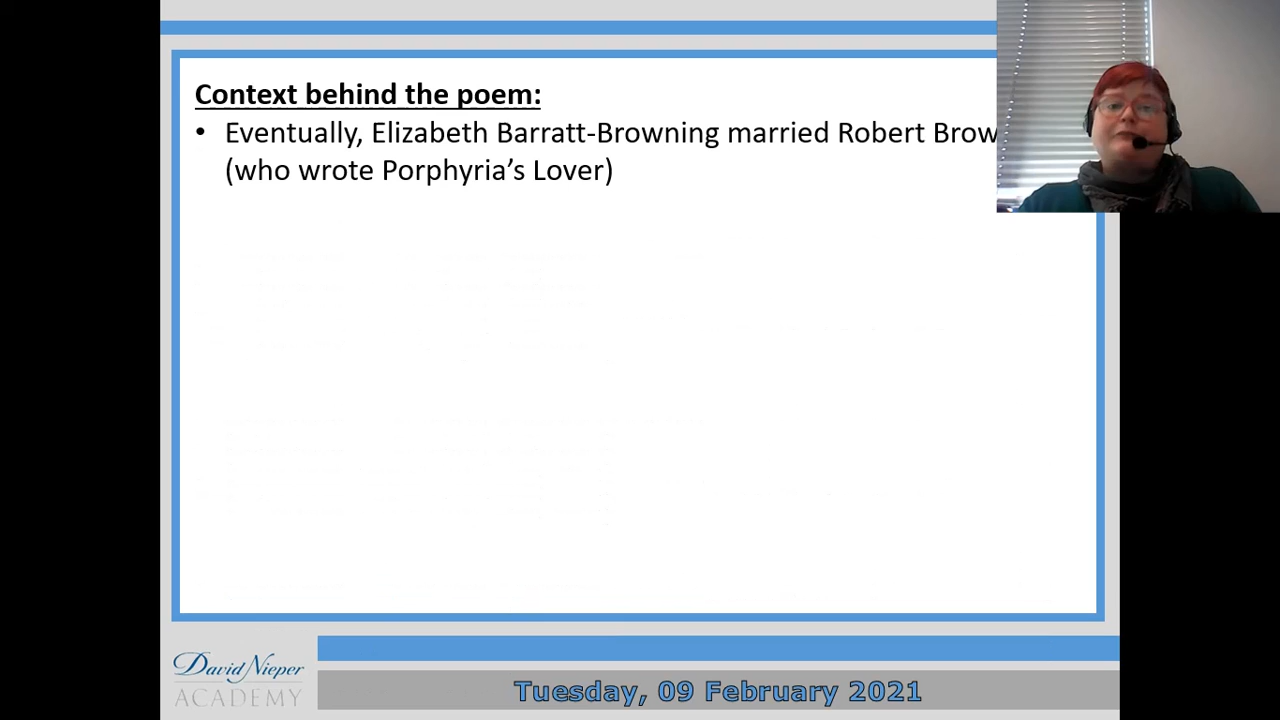 Context behind the poem:
• Eventually, Elizabeth Barratt-Browning married Robert Brow
(who wrote Porphyria's Lover)
David Nieper
ACADEMY
Tuesday, 09 February 2021